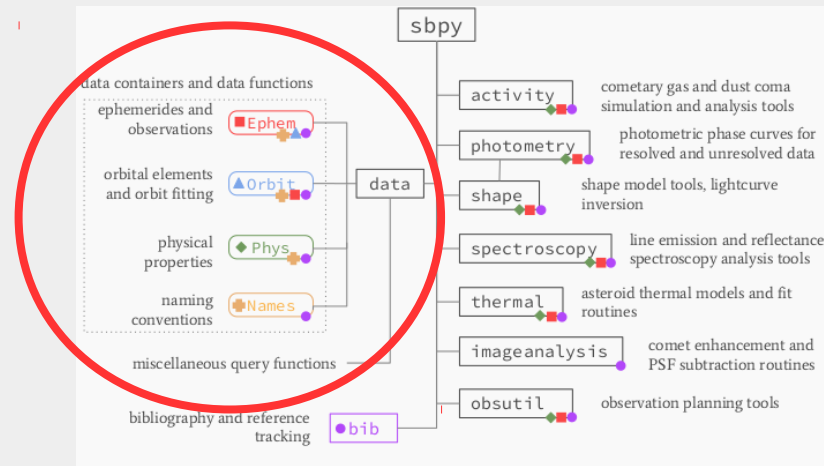 sbpy
data containers and data functions
ephemerides and
observations
Ephem
orbital elements
and orbit fitting
Orbit
data
physical
properties
Phys
naming
conventions
Names
miscellaneous query functions
bibliography and reference
tracking
bib
activity
cometary gas and dust coma
simulation and analysis tools
photometry
photometric phase curves for
resolved and unresolved data
shape
shape model tools, lightcurve
inversion
spectroscopy
line emission and reflectance
spectroscopy analysis tools
thermal
asteroid thermal models and fit
routines
imageanalysis
comet enhancement and
PSF subtraction routines
obsutil
observation planning tools